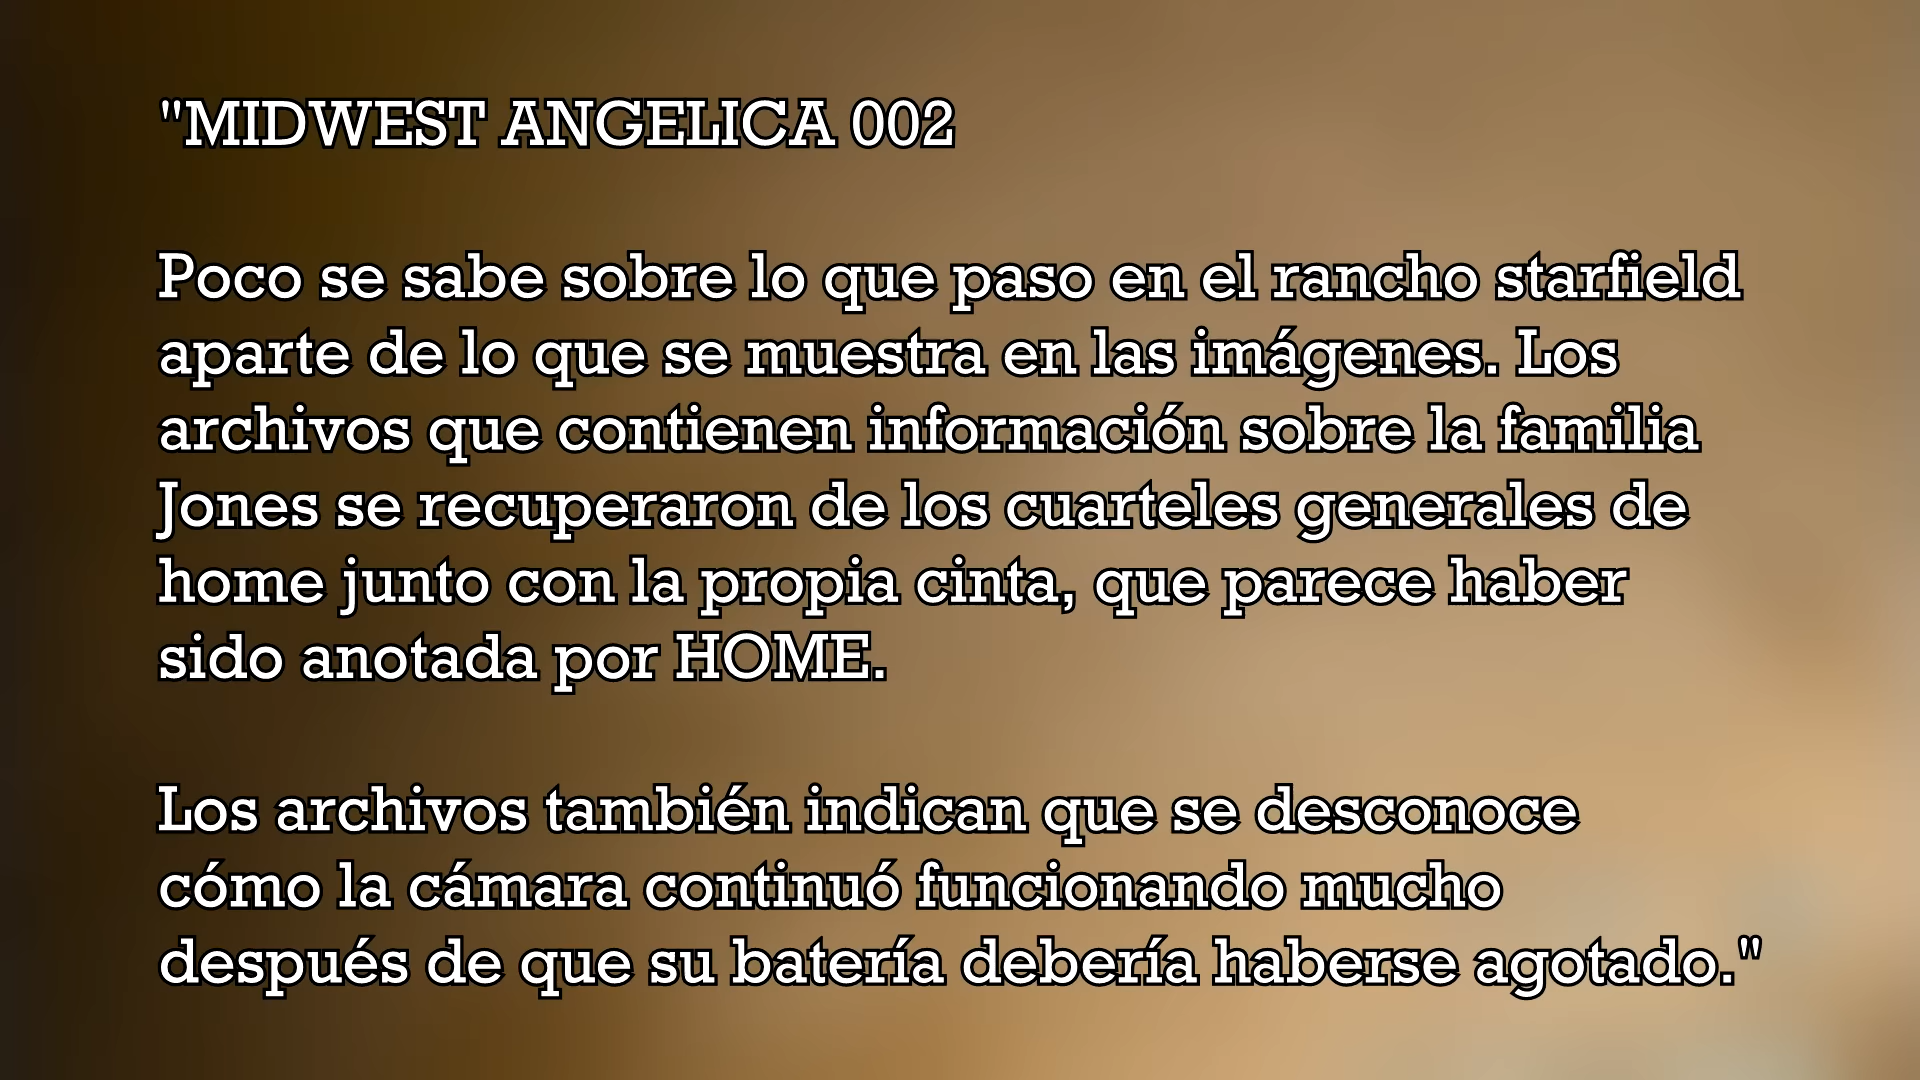 "MIDWEST ANGELICA 002
Poco se sabe sobre lo que paso en el rancho starfield
aparte de lo que se muestra en las imágenes. Los
archivos que contienen información sobre la familia
Jones se recuperaron de los cuarteles generales de
home junto con la propia cinta, que parece haber
sido anotada por HOME.
Los archivos también indican que se desconoce
cómo la cámara continuó funcionando mucho
después de que su batería debería haberse agotado."